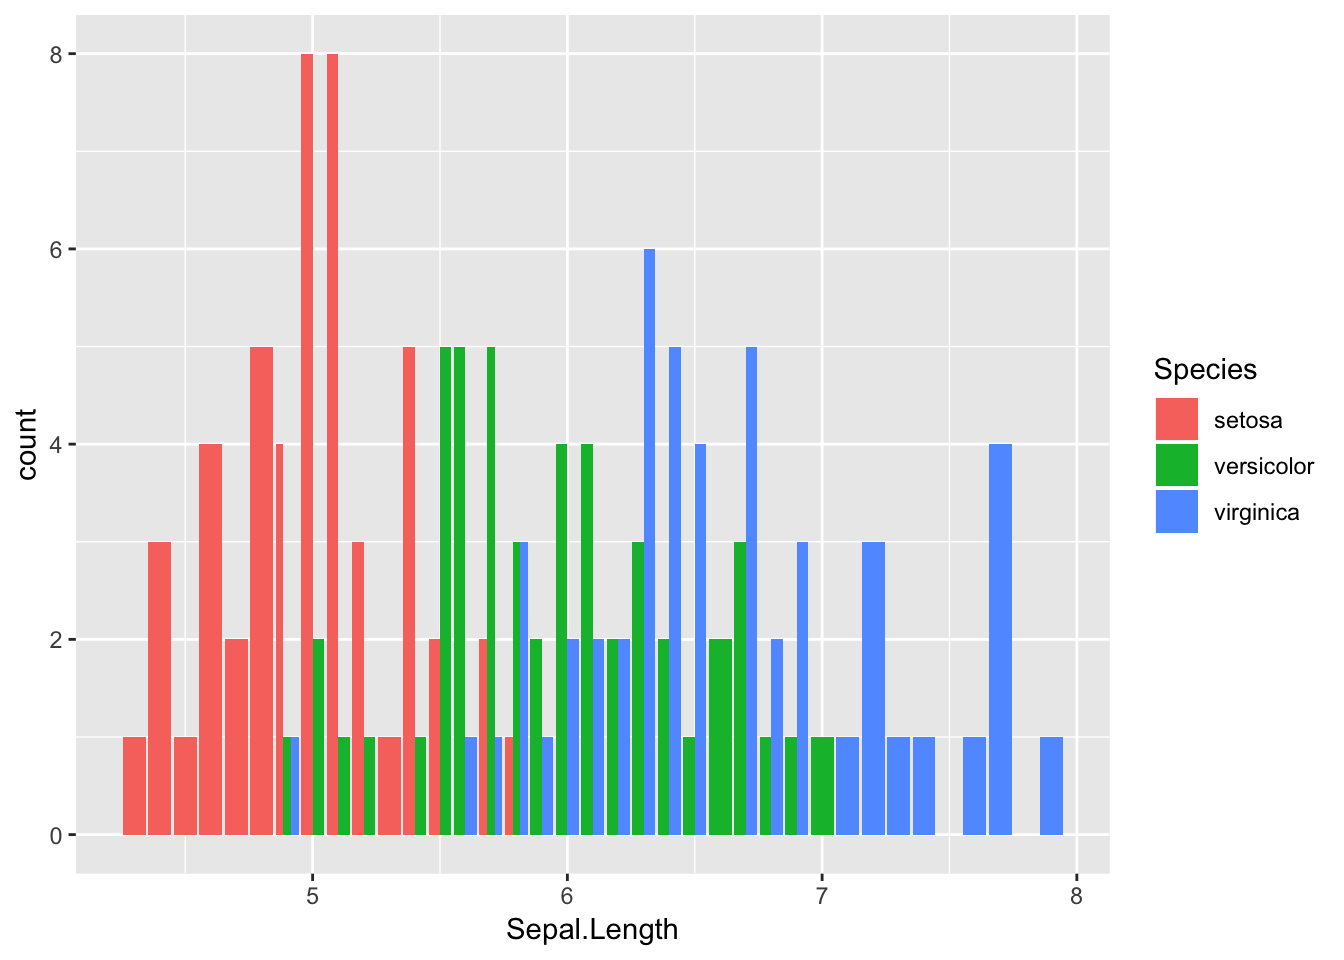 8
6
4
2
0
count
5 6 7 8
Sepal.Length
Species
setosa
versicolor
virginica